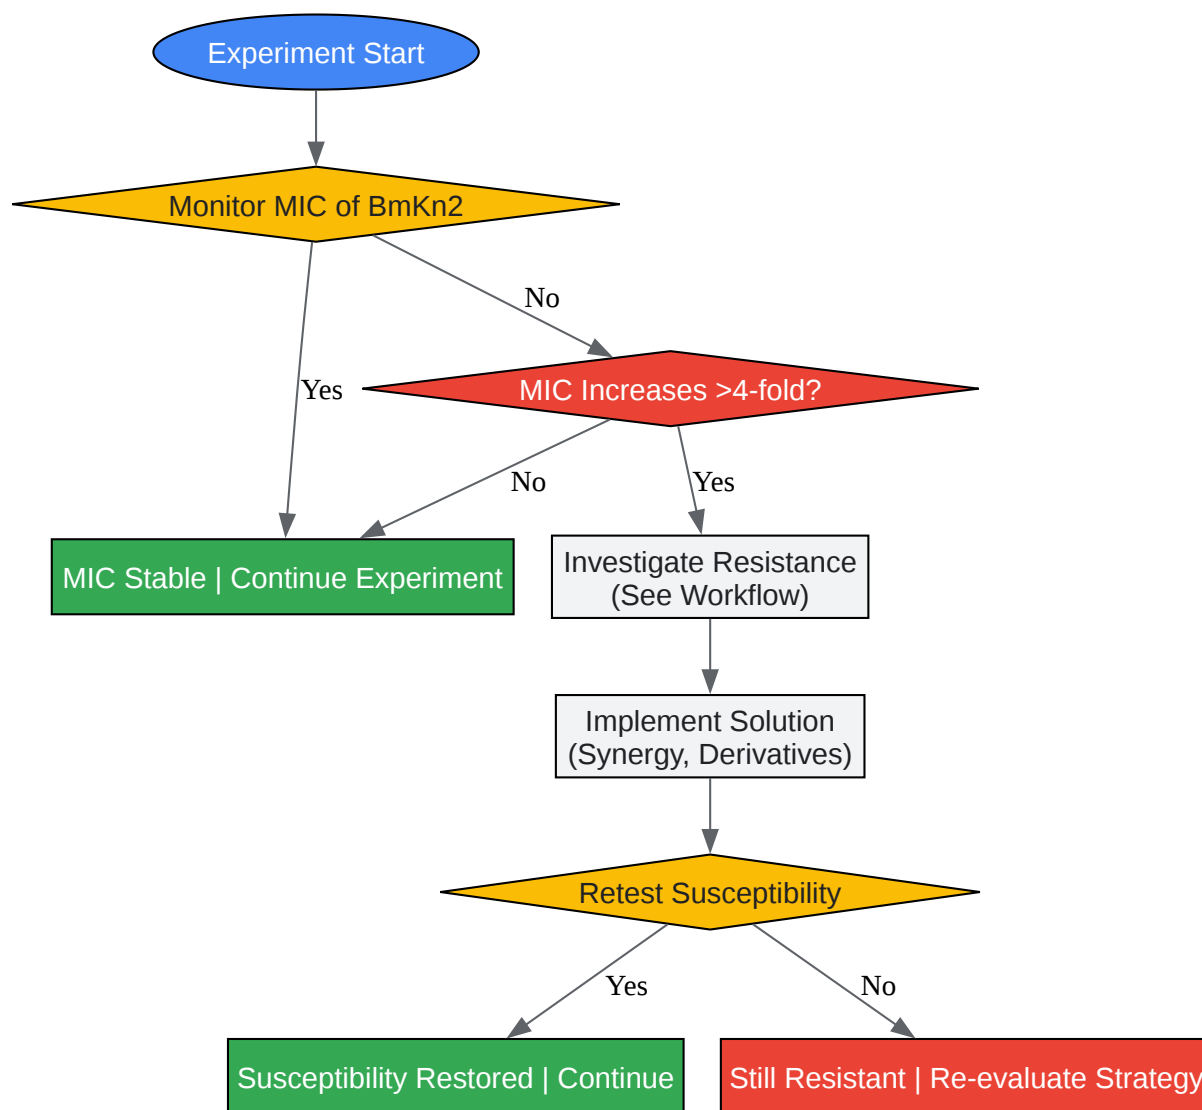 Experiment Start
Monitor MIC of BmKn2
No
Yes
MIC Increases >4-fold?
No
Yes
MIC Stable | Continue Experiment
Investigate Resistance
(See Workflow)
Implement Solution
(Synergy, Derivatives)
Retest Susceptibility
Yes
No
Susceptibility Restored | Continue
Still Resistant | Re-evaluate Strategy